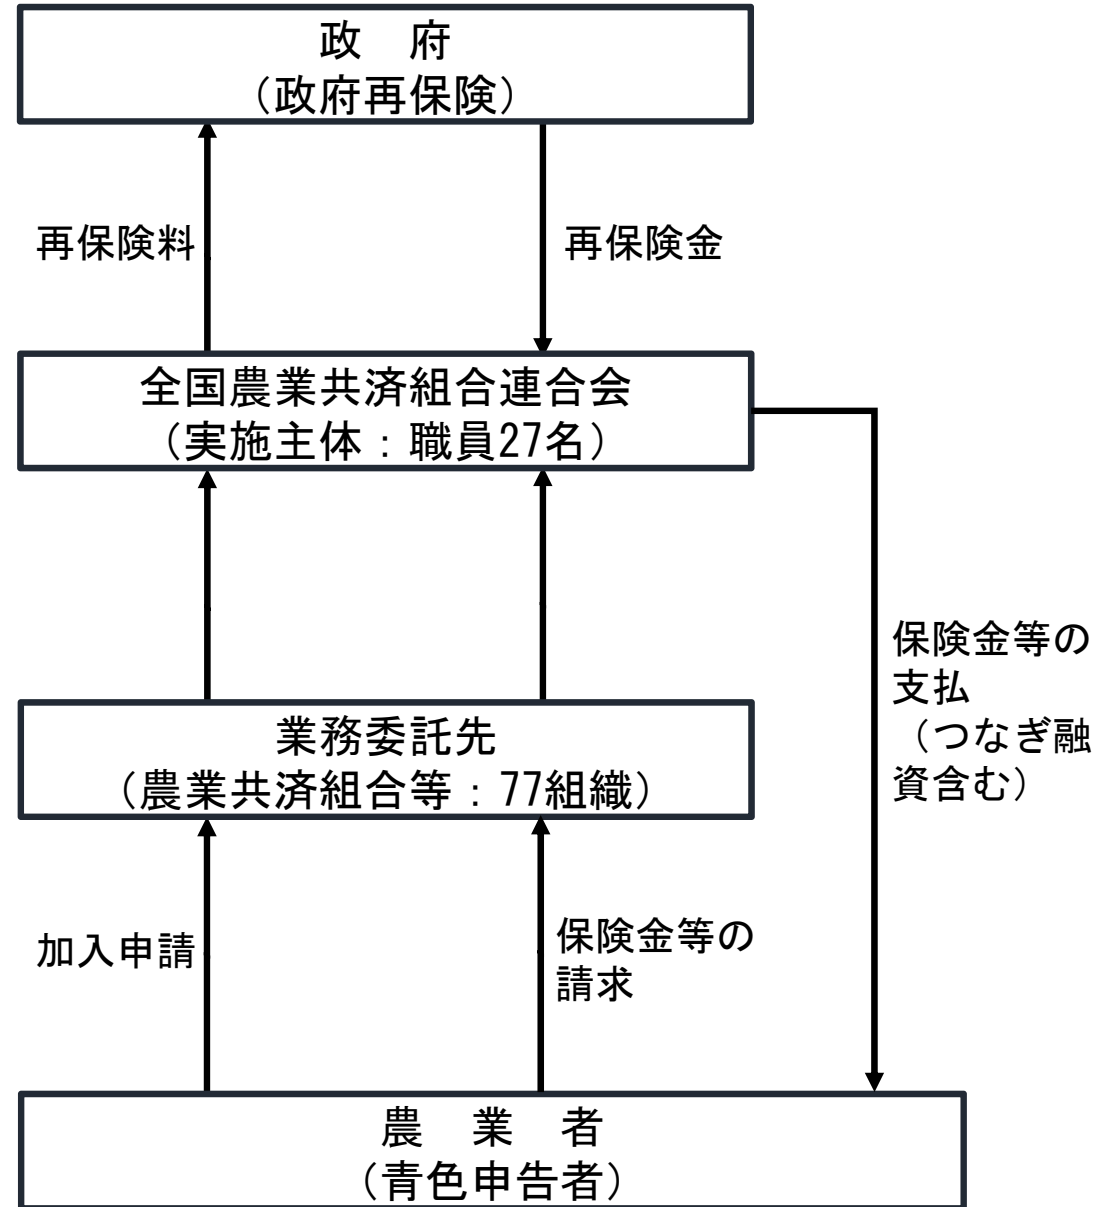 政　府
（政府再保険）
再保険料
再保険金
全国農業共済組合連合会
（実施主体：職員27名）
業務委託先
（農業共済組合等：77組織）
保険金等の
支払
（つなぎ融
資含む）
加入申請
保険金等の
請求
農　業　者
（青色申告者）